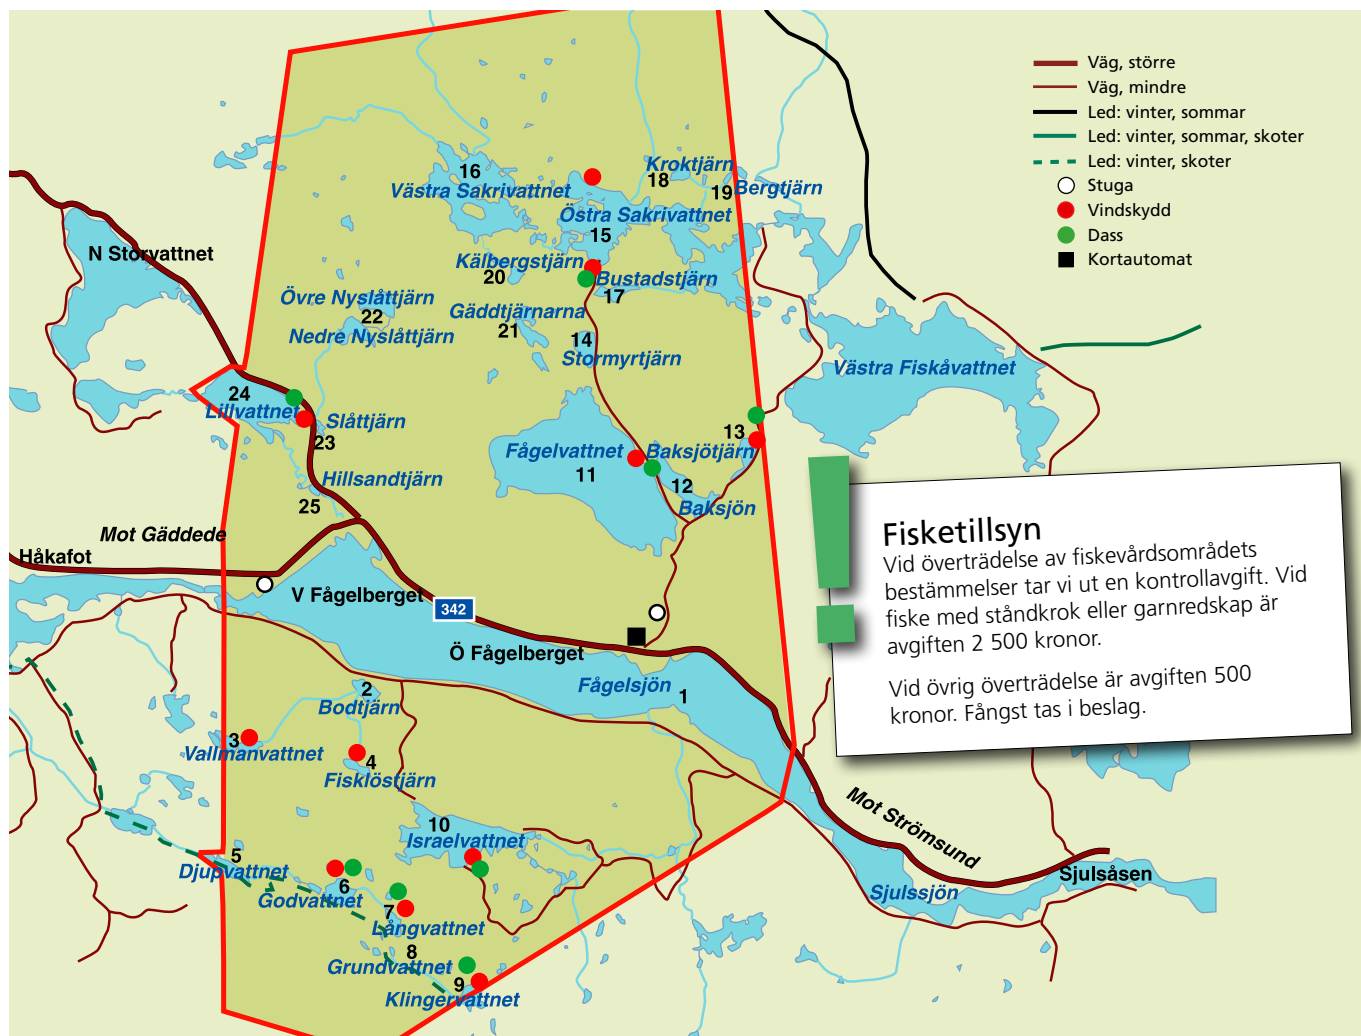 Väg, större
Väg, mindre
Led: vinter, sommar
Led: vinter, sommar, skoter
Led: vinter, skoter
Stuga
Vindskydd
Dass
Kortautomat
16
Västra Sakrivattnet
Kroktjärn
18
19
Bergtjärn
Östra Sakrivattnet
15
N Storvattnet
Kälbergstjärn
20
Bustadstjärn
17
Övre Nyslåttjärn
22
Nedre Nyslåttjärn
Gäddtjärnarna
21
14
Stormyrtjärn
Västra Fiskåvattnet
24
Lillvattnet
Slåttjärn
23
13
Fågelvattnet
11
Baksjötjärn
12
Baksjön
Hillsandtjärn
25
Mot Gäddede
Håkafot
V Fågelberget
342
Ö Fågelberget
Fågelsjön
1
Fisketillsyn
Vid överträdelse av fiskevårdsområdets
bestämmelser tar vi ut en kontrollavgift. Vid
fiske med ståndkrok eller garnredskap är
avgiften 2 500 kronor.
Vid övrig överträdelse är avgiften 500
kronor. Fångst tas i beslag.
2
Bodtjärn
3
Vallmanvattnet
4
Fisklöstjärn
10
Israelvattnet
5
Djupvattnet
6
Godvattnet
7
Långvattnet
8
Grundvattnet
9
Klingervattnet
Mot Strömsund
Sjulsåsen
Sjulssjön